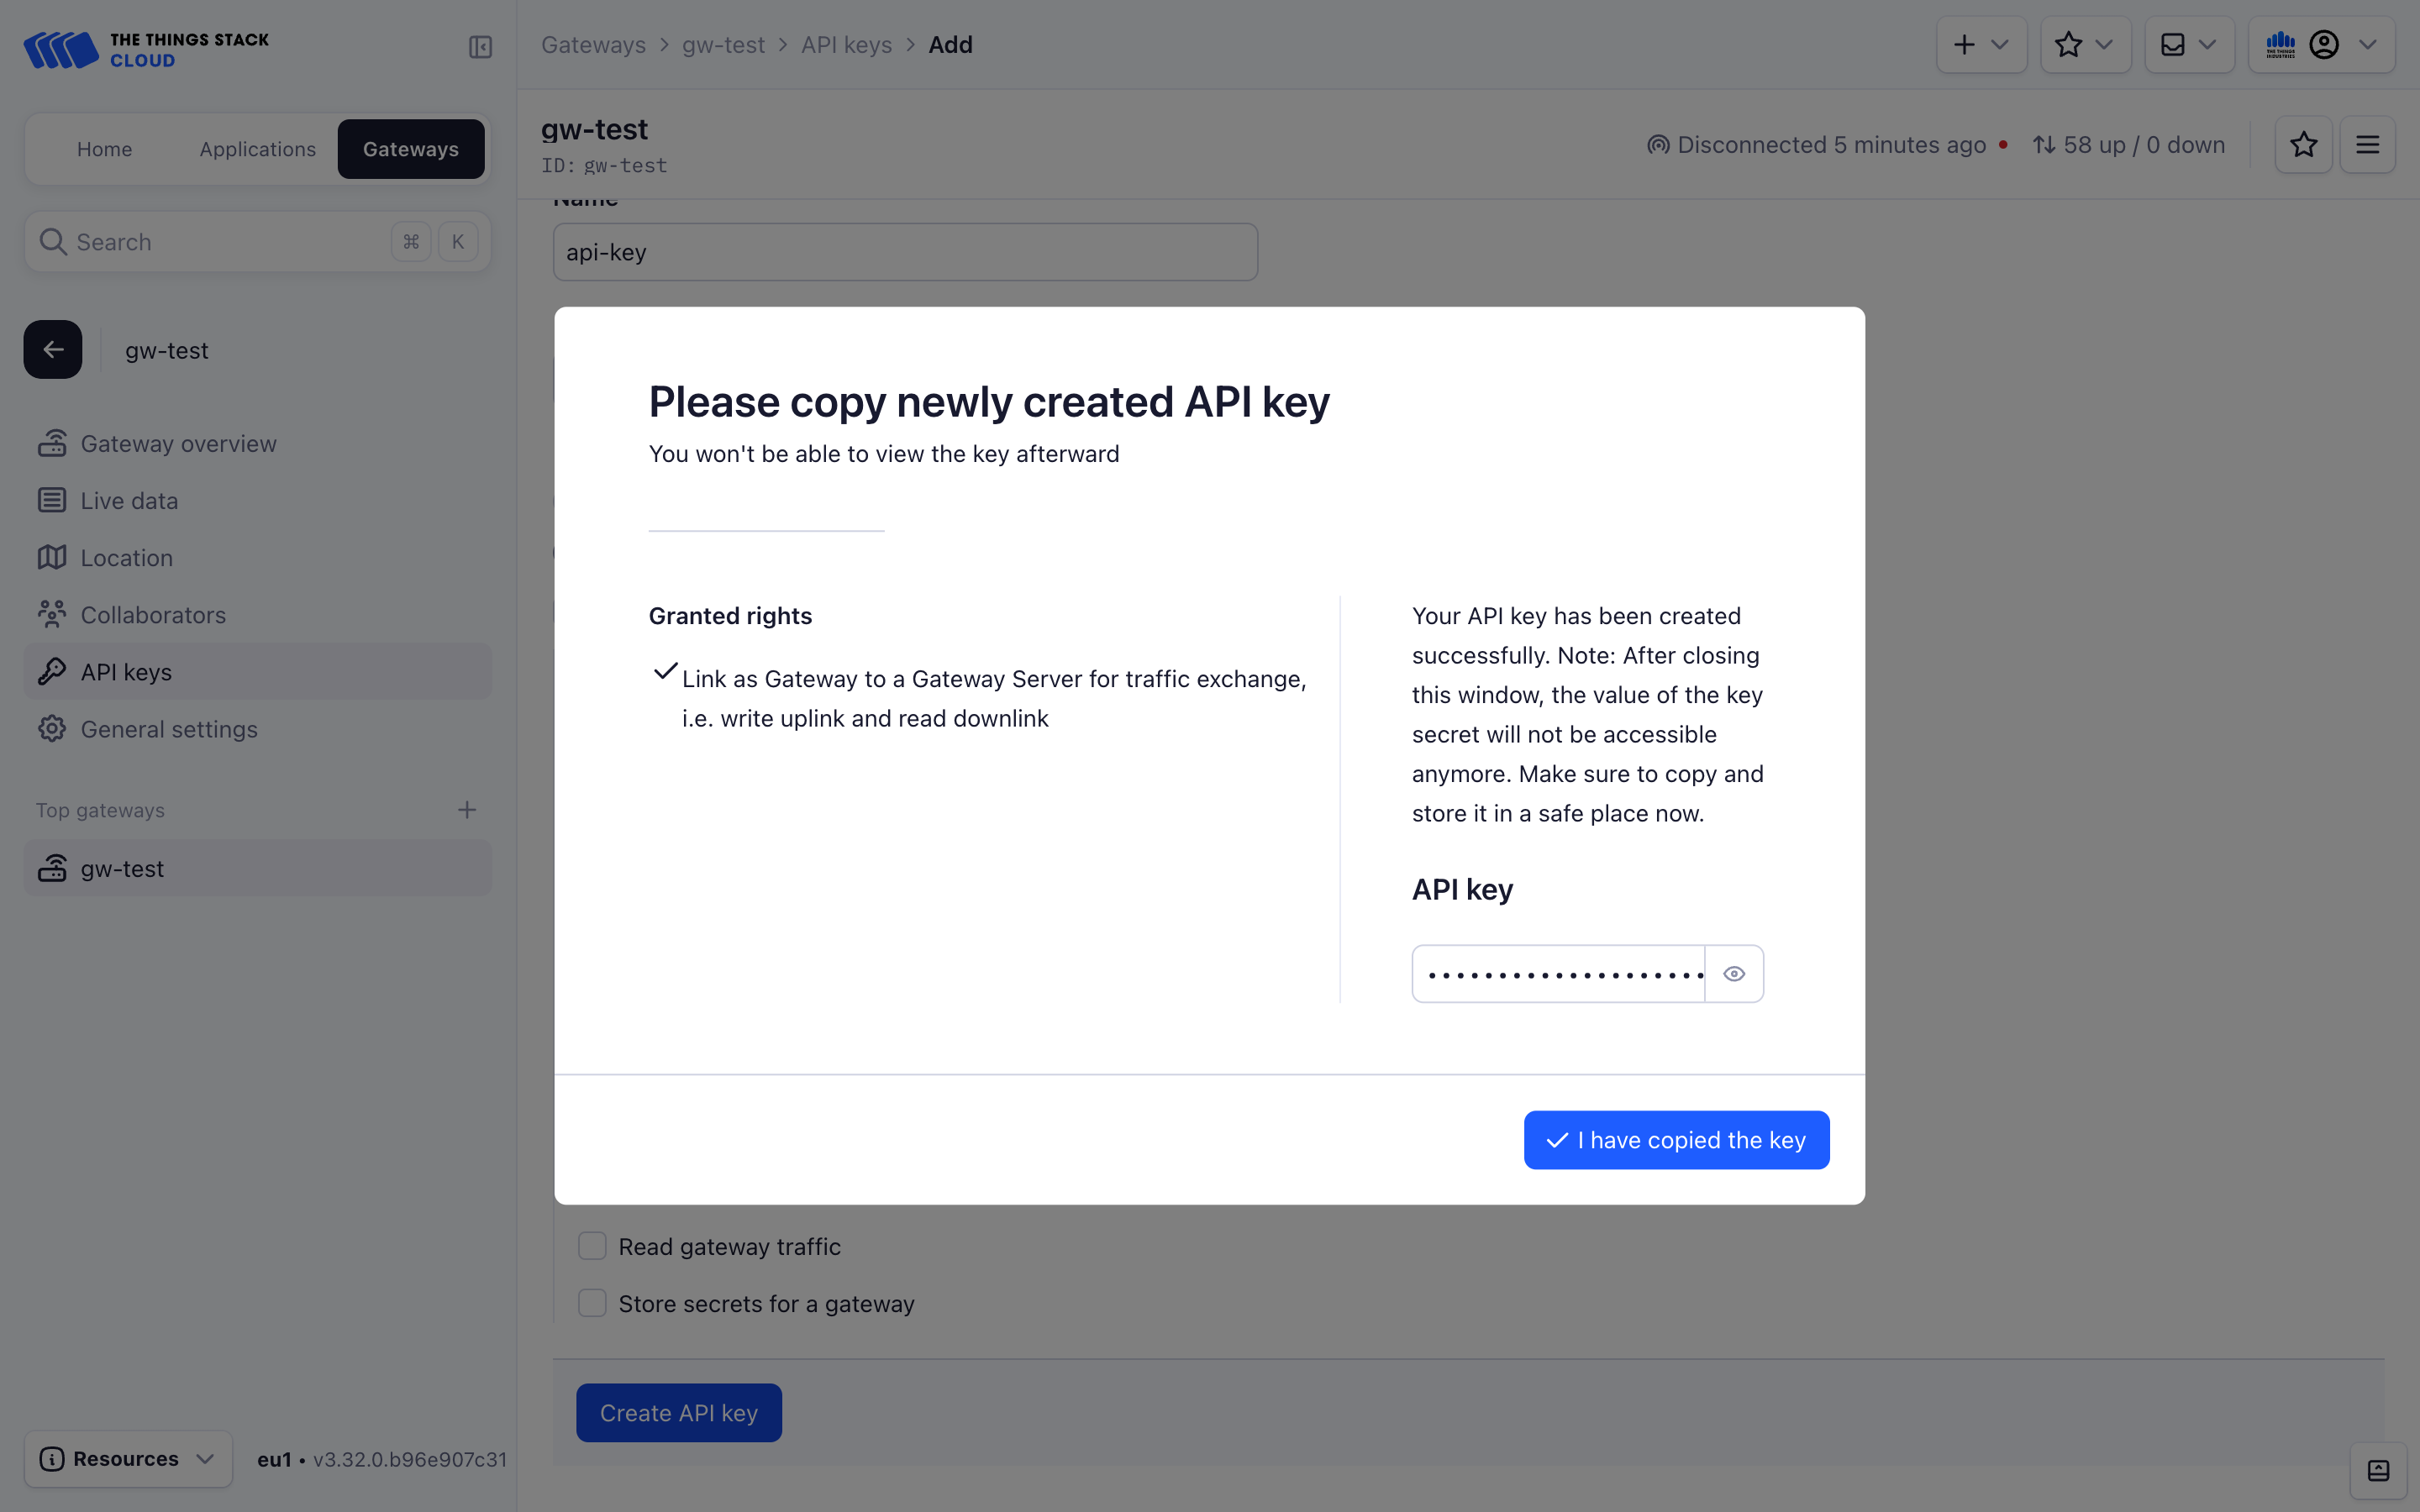 THE THINGS STACK
CLOUD
Gateways > gw-test > API keys > Add
THE THINGS INDUSTRIES
Home
Applications
Gateways
gw-test
ID: gw-test
Disconnected 5 minutes ago
58 up / 0 down
Search
⌘
K
Name
api-key
gw-test
Gateway overview
Live data
Location
Collaborators
API keys
General settings
Top gateways
gw-test
Please copy newly created API key
You won't be able to view the key afterward
Granted rights
Link as Gateway to a Gateway Server for traffic exchange,
i.e. write uplink and read downlink
Your API key has been created
successfully. Note: After closing
this window, the value of the key
secret will not be accessible
anymore. Make sure to copy and
store it in a safe place now.
API key
••••••••••••••••••••
I have copied the key
Read gateway traffic
Store secrets for a gateway
Create API key
Resources
eu1 • v3.32.0.b96e907c31